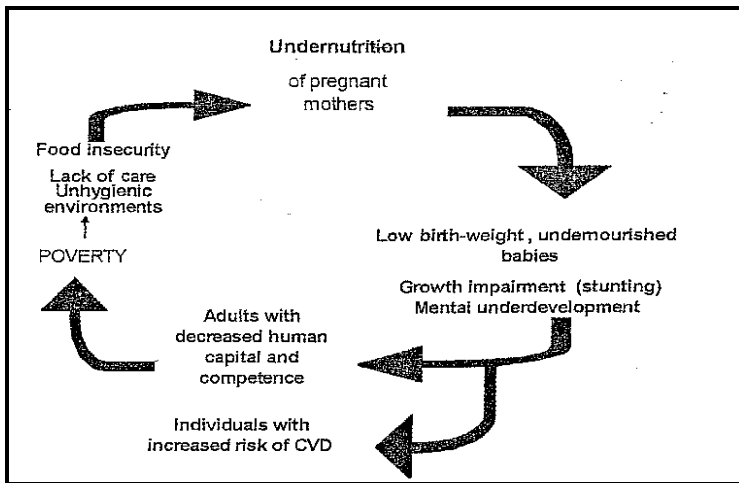 Undernutrition
of pregnant
mothers
Food insecurity
Lack of care
Unhygienic
environments
POVERTY
Low birth-weight, undernourished
babies
Growth impairment (stunting)
Mental underdevelopment
Adults with
decreased human
capital and
competence
Individuals with
increased risk of CVD